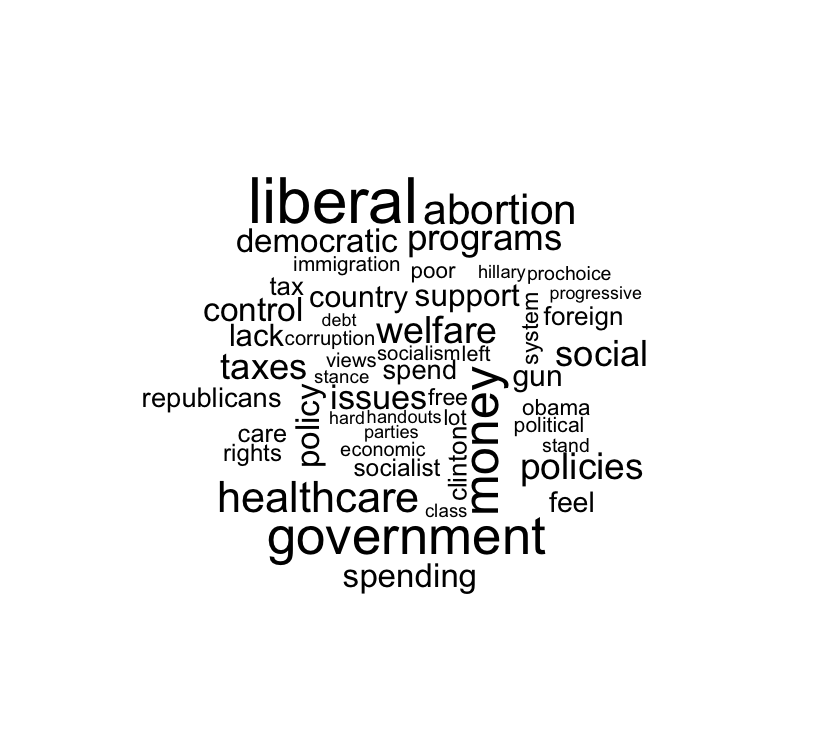 liberal abortion
democratic programs
immigration poor hillary prochoice
tax country support progressive
control debt system foreign
lack corruption welfare
views socialism left social
taxes stance spend gun
republicans policy issues free money obama
hard handouts lot political
care parties clinton stand
rights economic
socialist policies
healthcare class feel
government
spending